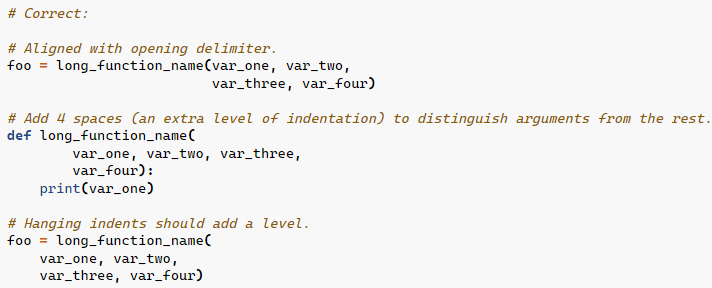 # Correct:

# Aligned with opening delimiter.
foo = long_function_name(var_one, var_two,
                         var_three, var_four)

# Add 4 spaces (an extra level of indentation) to distinguish arguments from the rest.
def long_function_name(
        var_one, var_two, var_three,
        var_four):
    print(var_one)

# Hanging indents should add a level.
foo = long_function_name(
    var_one, var_two,
    var_three, var_four)